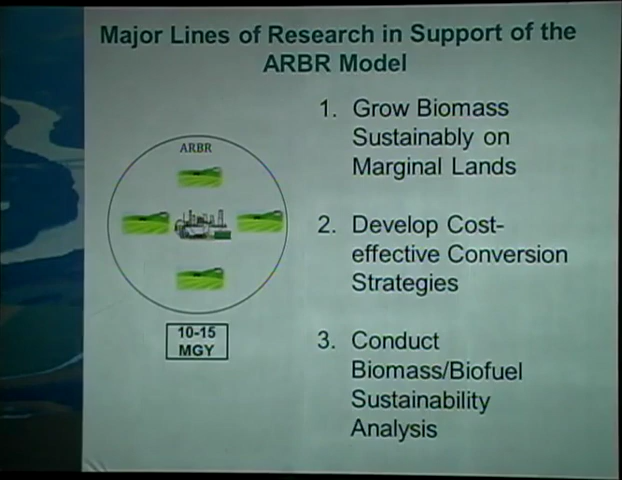 Major Lines of Research in Support of the
ARBR Model
ARBR
10-15
MGY
1. Grow Biomass
Sustainably on
Marginal Lands
2. Develop Cost-
effective Conversion
Strategies
3. Conduct
Biomass/Biofuel
Sustainability
Analysis